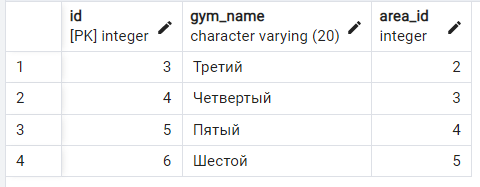 id gym_name area_id
[PK] integer character varying (20) integer
1 3 Третий 2
2 4 Четвертый 3
3 5 Пятый 4
4 6 Шестой 5